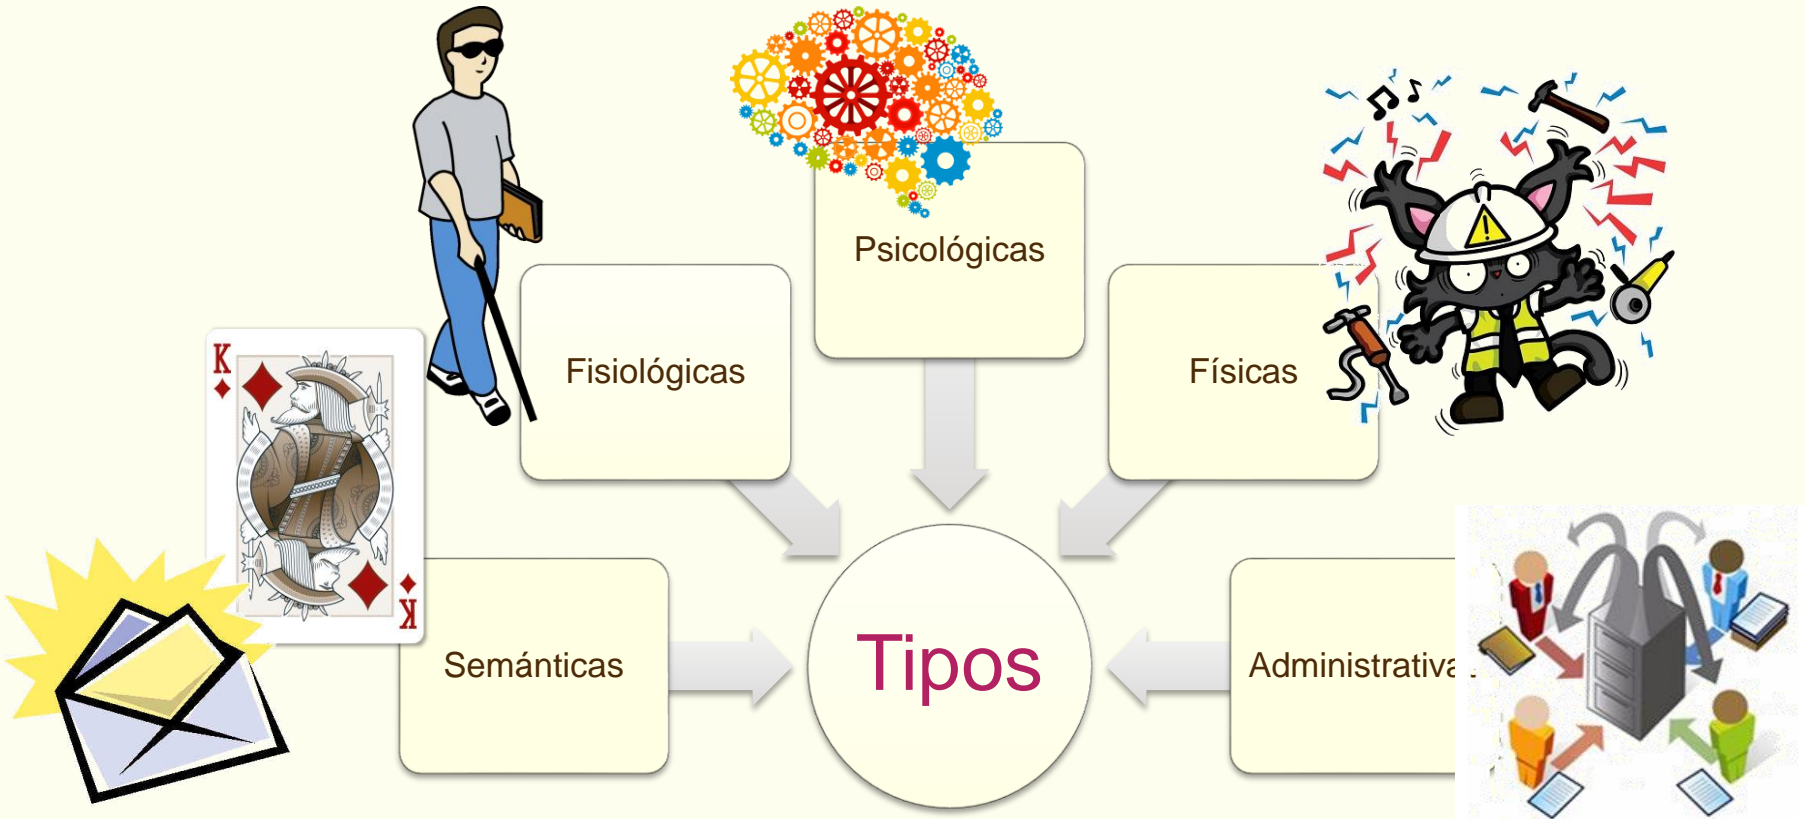 Psicológicas
Fisiológicas
Físicas
K
K
Semánticas
Tipos
Administrativa